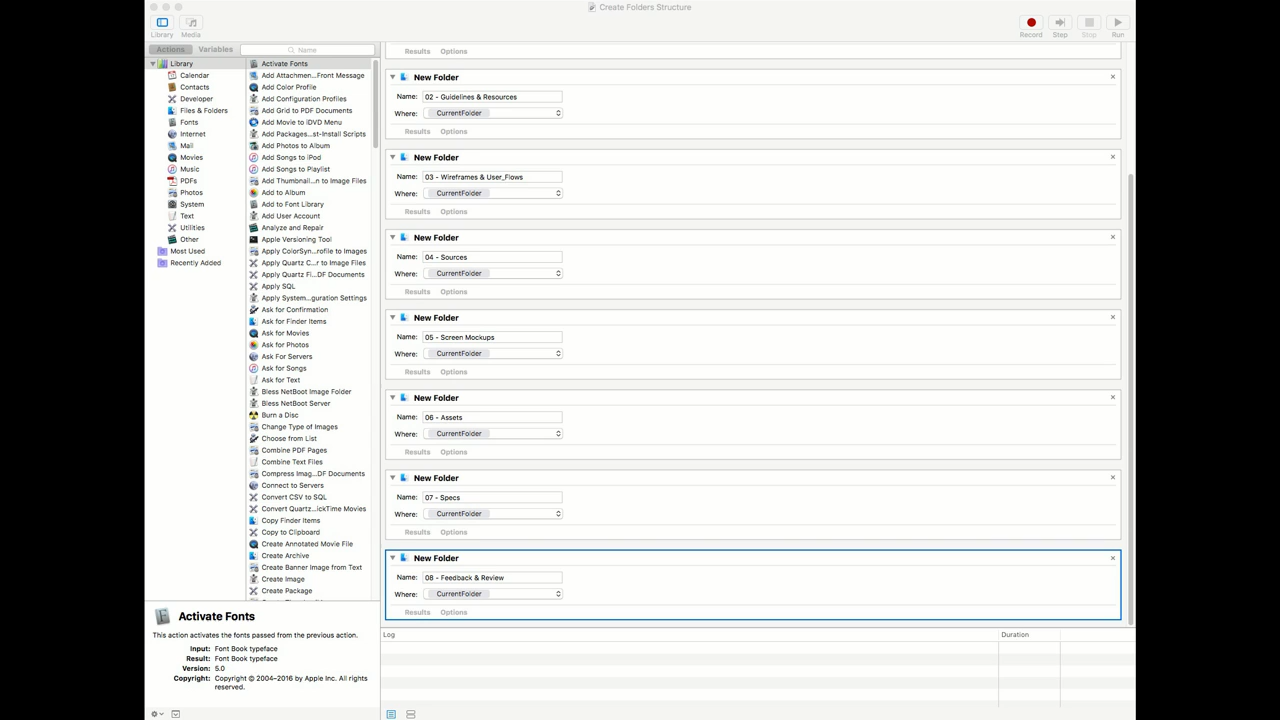 Create Folders Structure
Library
Media
Record
Step
Stop
Run
Actions
Variables
Name
Library
Calendar
Contacts
Developer
Files & Folders
Fonts
Internet
Mail
Movies
Music
PDFs
Photos
System
Text
Utilities
Other
Most Used
Recently Added
Activate Fonts
Add Attachmen...Front Message
Add Color Profile
Add Configuration Profiles
Add Grid to PDF Documents
Add Movie to iDVD Menu
Add Packages...st-Install Scripts
Add Photos to Album
Add Songs to iPod
Add Songs to Playlist
Add Thumbnail...n to Image Files
Add to Album
Add to Font Library
Add User Account
Analyze and Repair
Apple Versioning Tool
Apply ColorSyn...rofile to Images
Apply Quartz C...r to Image Files
Apply Quartz Fi...DF Documents
Apply SQL
Apply System...guration Settings
Ask for Confirmation
Ask for Finder Items
Ask for Movies
Ask for Photos
Ask For Servers
Ask for Songs
Ask for Text
Bless NetBoot Image Folder
Bless NetBoot Server
Burn a Disc
Change Type of Images
Choose from List
Combine PDF Pages
Combine Text Files
Compress Imag...DF Documents
Connect to Servers
Convert CSV to SQL
Convert Quartz...ickTime Movies
Copy Finder Items
Copy to Clipboard
Create Annotated Movie File
Create Archive
Create Banner Image from Text
Create Image
Create Package
Results Options
New Folder
Name: 02 - Guidelines & Resources
Where: CurrentFolder
Results Options
New Folder
Name: 03 - Wireframes & User_Flows
Where: CurrentFolder
Results Options
New Folder
Name: 04 - Sources
Where: CurrentFolder
Results Options
New Folder
Name: 05 - Screen Mockups
Where: CurrentFolder
Results Options
New Folder
Name: 06 - Assets
Where: CurrentFolder
Results Options
New Folder
Name: 07 - Specs
Where: CurrentFolder
Results Options
New Folder
Name: 08 - Feedback & Review
Where: CurrentFolder
Results Options
Activate Fonts
This action activates the fonts passed from the previous action.
Input: Font Book typeface
Result: Font Book typeface
Version: 5.0
Copyright: Copyright © 2004–2016 by Apple Inc. All rights
reserved.
Log
Duration